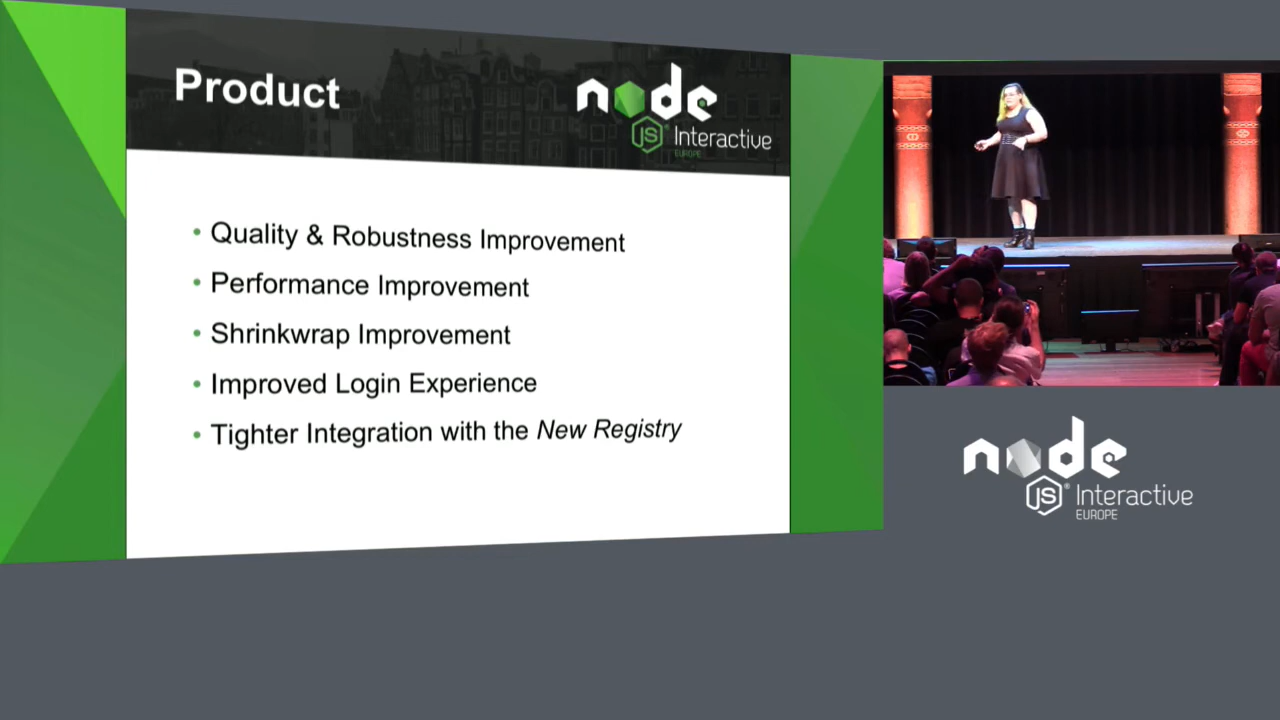 Product
node
JS Interactive
EUROPE
• Quality & Robustness Improvement
• Performance Improvement
• Shrinkwrap Improvement
• Improved Login Experience
• Tighter Integration with the New Registry
node
JS® Interactive
EUROPE